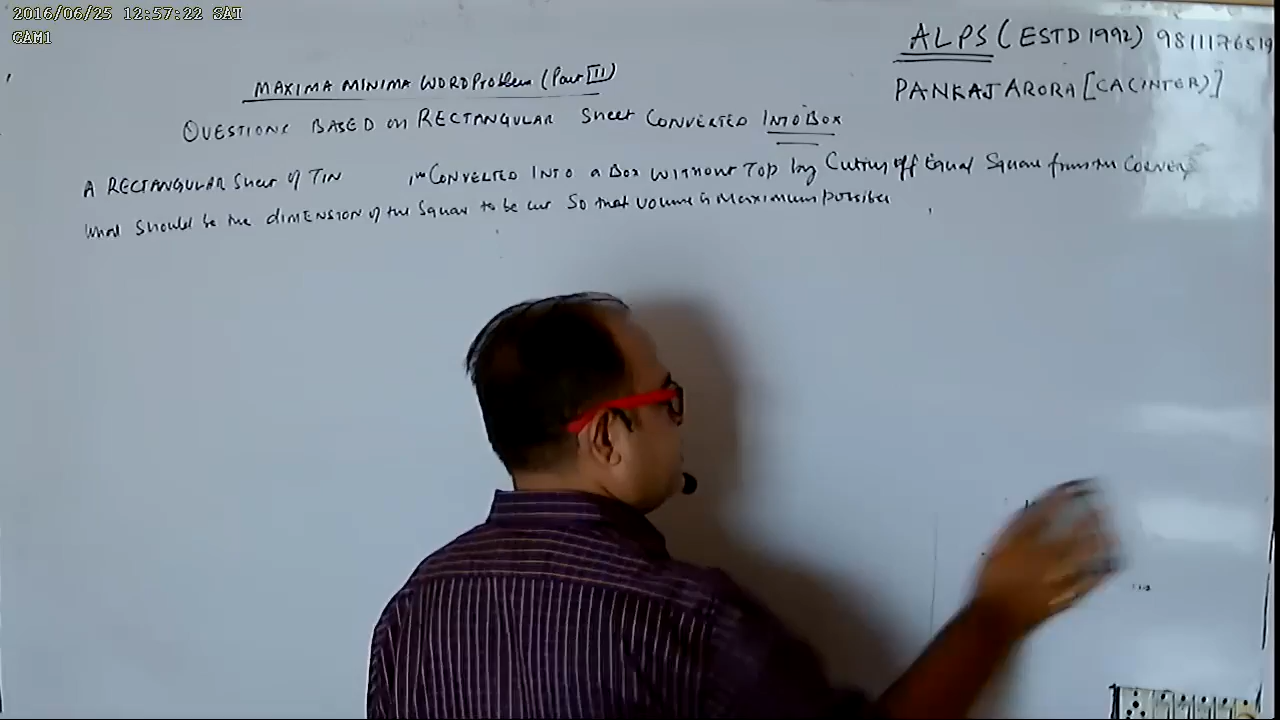 2016/06/25 12:57:22 SAT
CAM1
ALPS (ESTD 1992) 9811176519
PANKAJ ARORA [CA(INTER)]
MAXIMA MINIMA WORD Problem (Part III)
QUESTIONS BASED on RECTANGULAR Sheet CONVERTED INTO BOX
A RECTANGULAR Sheet of TIN is CONVERTED INTO a Box WITHOUT Top by Cutting off Equal Square from the Corners
What Should be the DIMENSION of the Square to be cut So that volume is Maximum possible